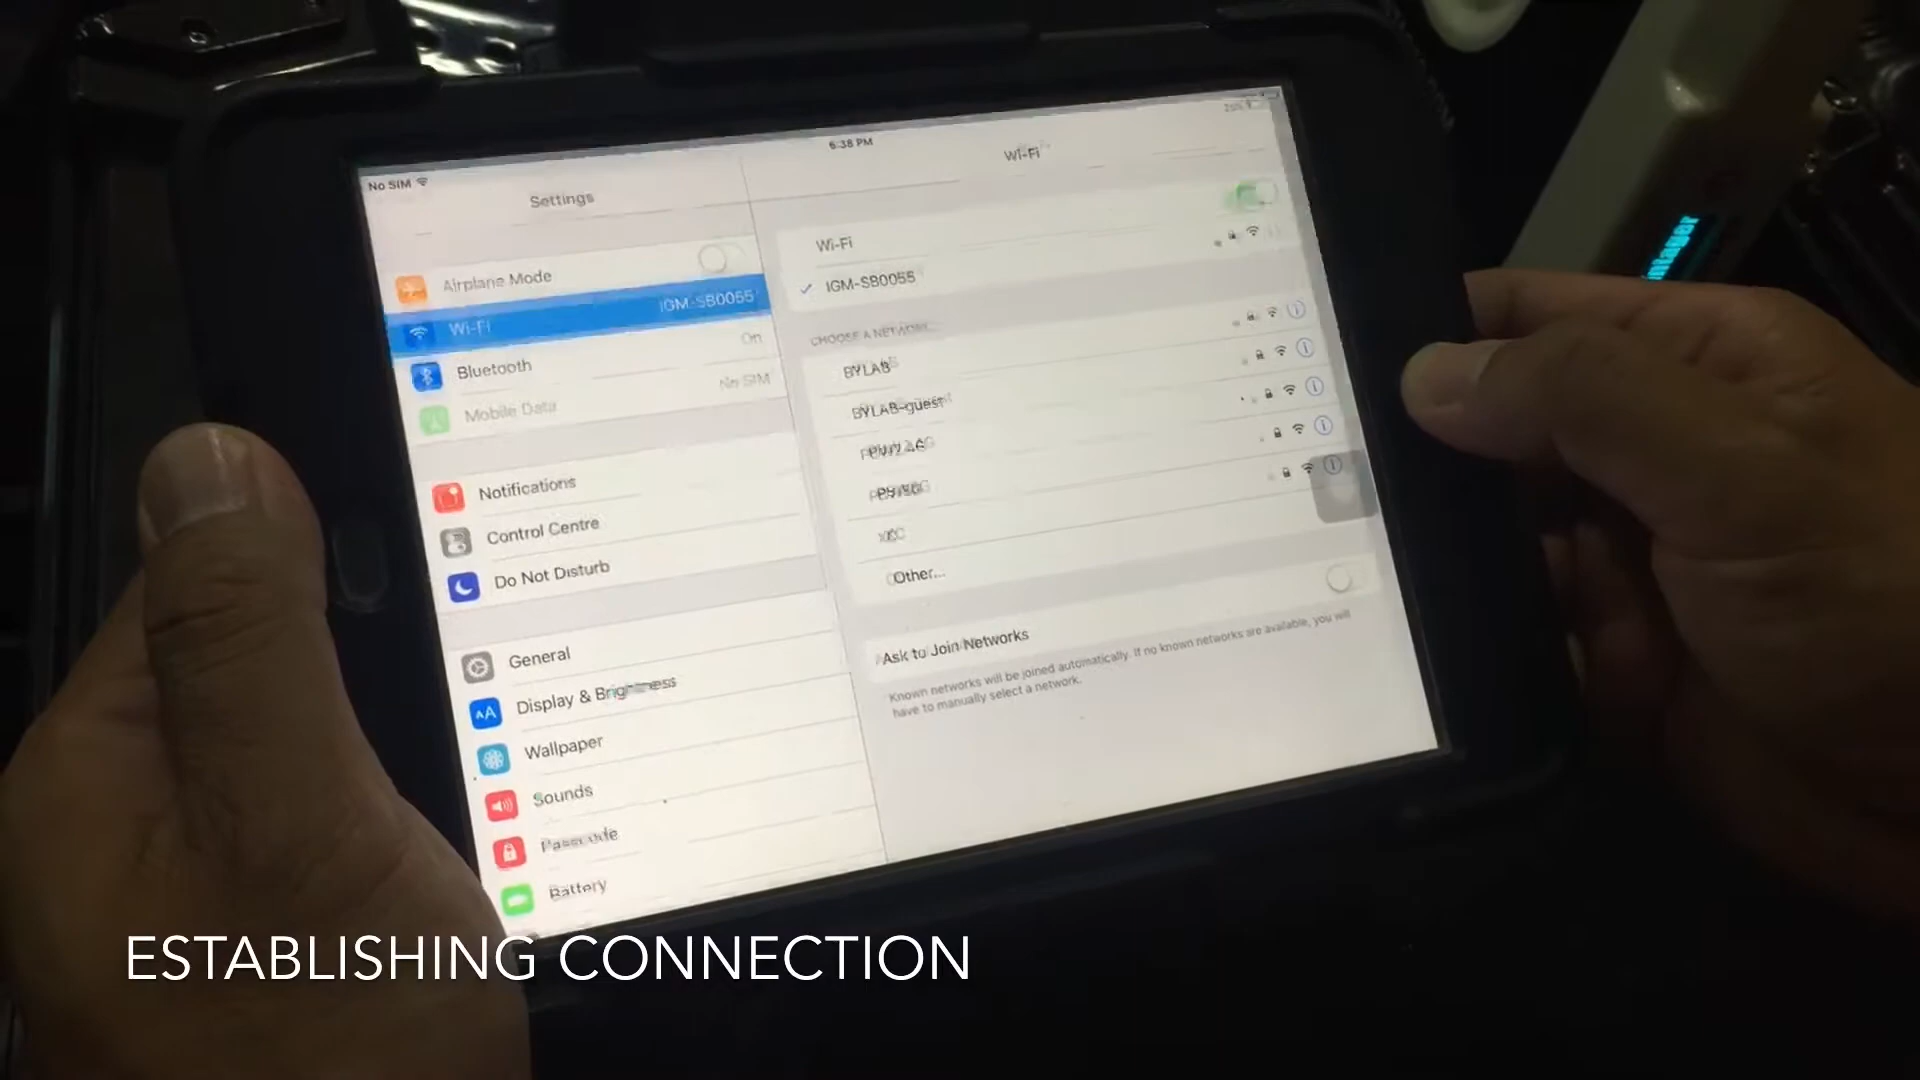 No SIM
6:38 PM
Settings
Wi-Fi
Airplane Mode
Wi-Fi
IGM-SB0055
Bluetooth
On
Mobile Data
No SIM
Notifications
Control Centre
Do Not Disturb
General
Display & Brightness
Wallpaper
Sounds
Passcode
Battery
Wi-Fi
IGM-SB0055
CHOOSE A NETWORK...
BYLAB
BYLAB-guest
Other...
Ask to Join Networks
Known networks will be joined automatically. If no known networks are available, you will
have to manually select a network.
ESTABLISHING CONNECTION